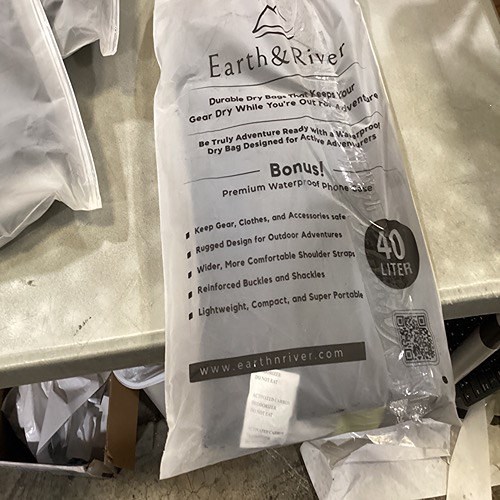 Earth&River
Durable Dry Bags That Keeps Your
Gear Dry While You're Out For Adventure
Be Truly Adventure Ready with a Waterproof
Dry Bag Designed for Active Adventurers
Bonus!
Premium Waterproof Phone Case
Keep Gear, Clothes, and Accessories safe
Rugged Design for Outdoor Adventures
Wider, More Comfortable Shoulder Straps
Reinforced Buckles and Shackles
Lightweight, Compact, and Super Portable
40
LITER
www.earthnriver.com
DO NOT EAT